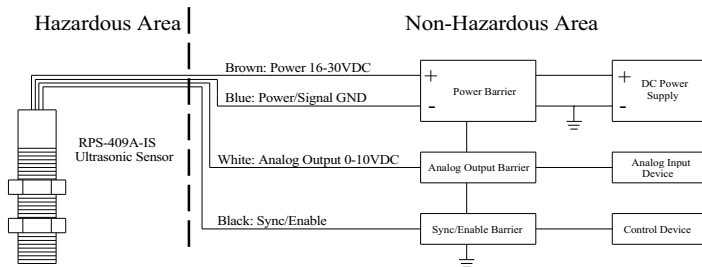 Hazardous Area
Non-Hazardous Area
Brown: Power 16-30VDC
+
-
Power Barrier
+
-
DC Power
Supply
Blue: Power/Signal GND
RPS-409A-IS
Ultrasonic Sensor
White: Analog Output 0-10VDC
Analog Output Barrier
Analog Input
Device
Black: Sync/Enable
Sync/Enable Barrier
Control Device